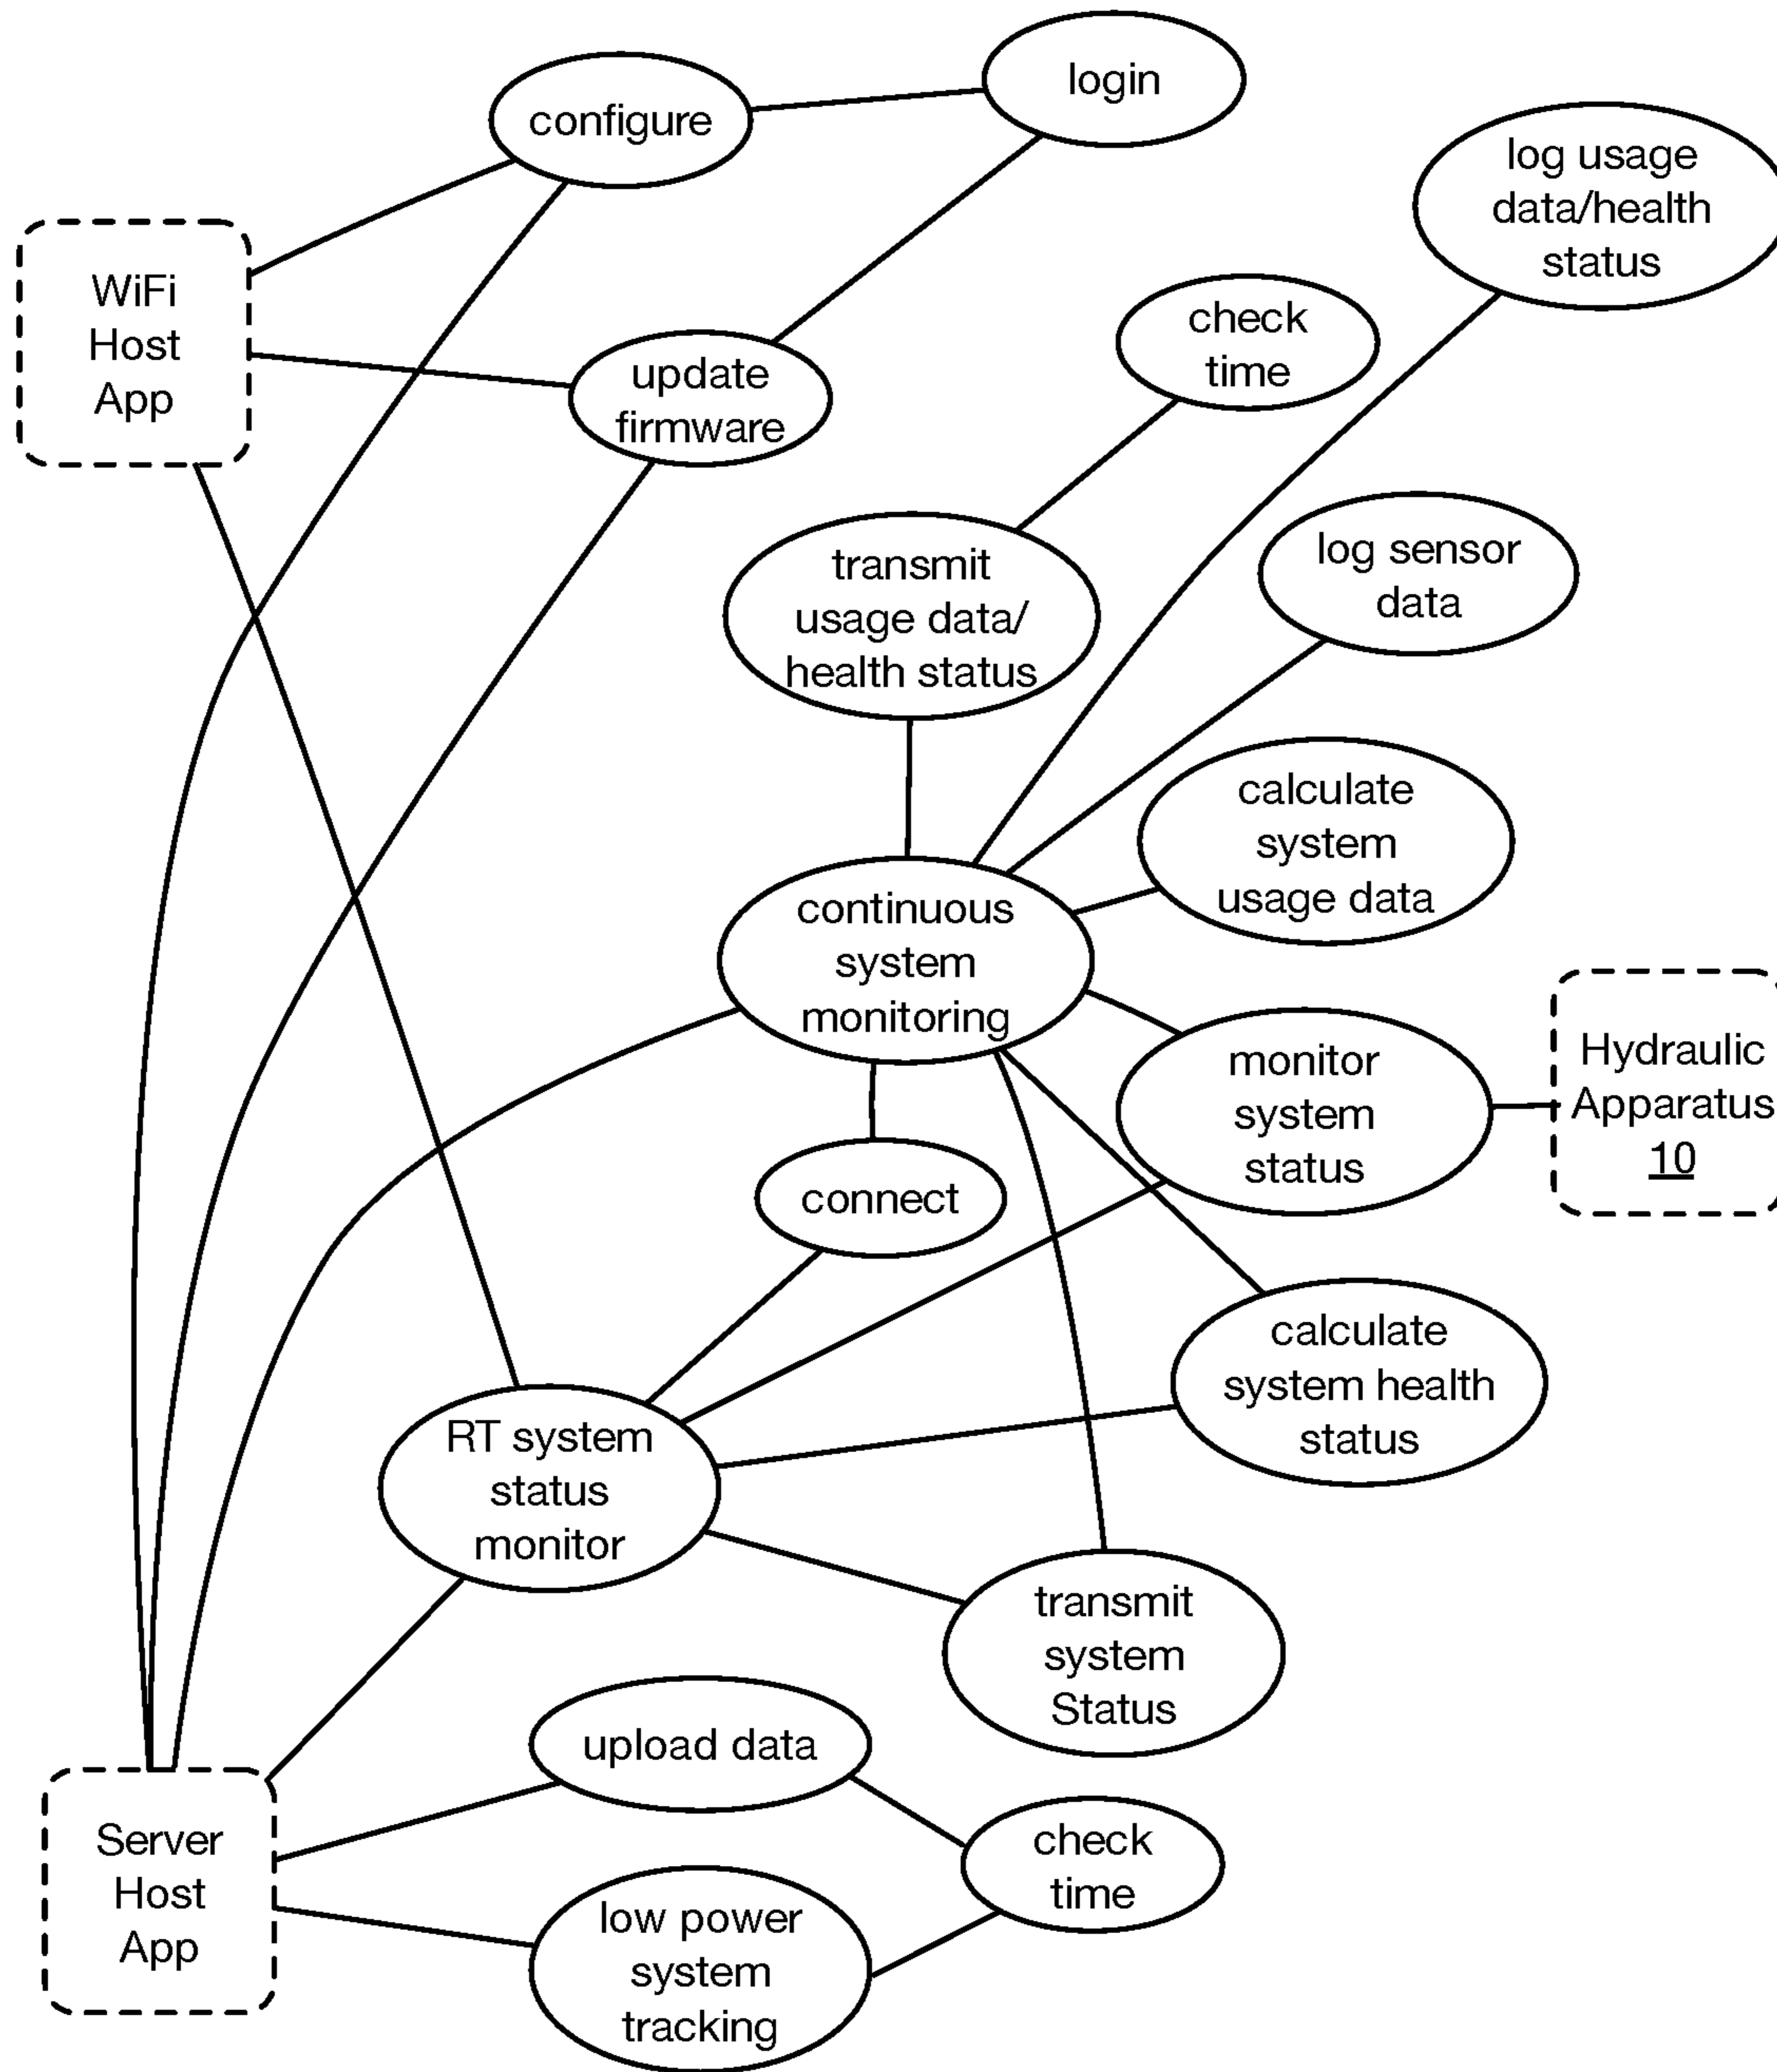 configure
login
log usage
data/health
status
WiFi
Host
App
check
time
update
firmware
transmit
usage data/
health status
log sensor
data
calculate
system
usage data
continuous
system
monitoring
monitor
system
status
Hydraulic
Apparatus
10
connect
calculate
system health
status
RT system
status
monitor
transmit
system
Status
upload data
Server
Host
App
check
time
low power
system
tracking